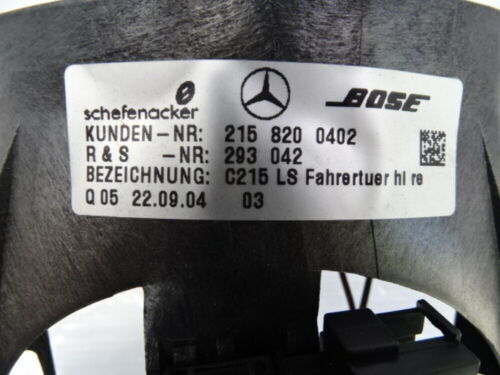 schefenacker BOSE
KUNDEN-NR: 215 820 0402
R & S -NR: 293 042
BEZEICHNUNG: C215 LS Fahrertuer hl re
Q 05 22.09.04 03